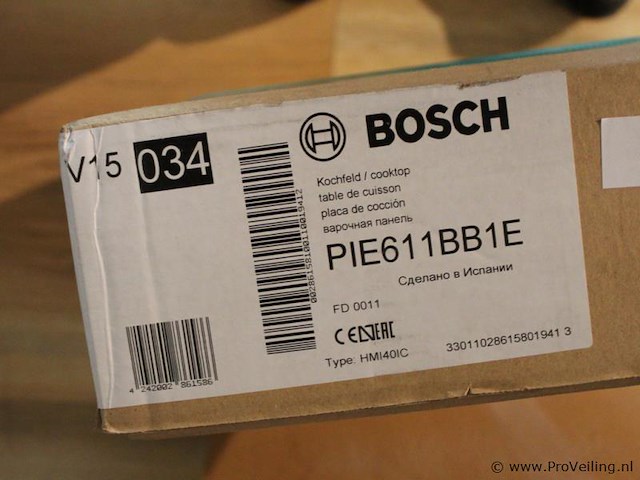 V15 034
BOSCH
Kochfeld / cooktop
table de cuisson
placa de cocción
варочная панель
PIE611BB1E
Сделано в Испании
FD 0011
CE EAC
Type: HMI40IC
33011028615801941 3
4 242002 861586
© www.ProVeiling.nl